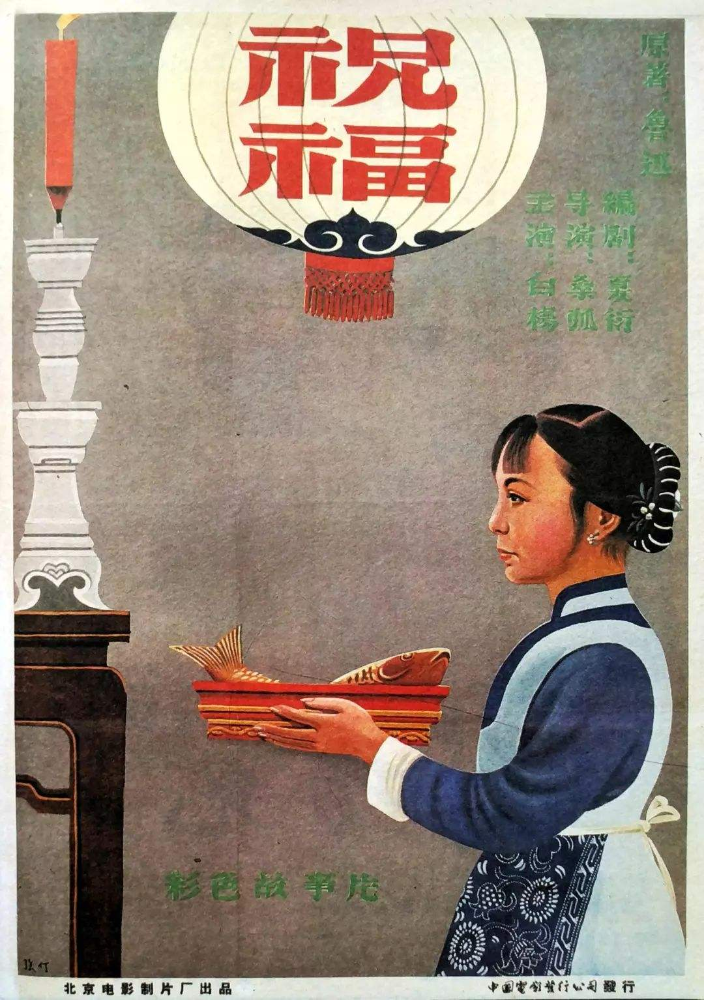 祝
福
原著：鲁迅
編剧：夏衍
导演：桑弧
主演：白楊
彩色故事片
北京电影制片厂出品
中国電影發行公司發行